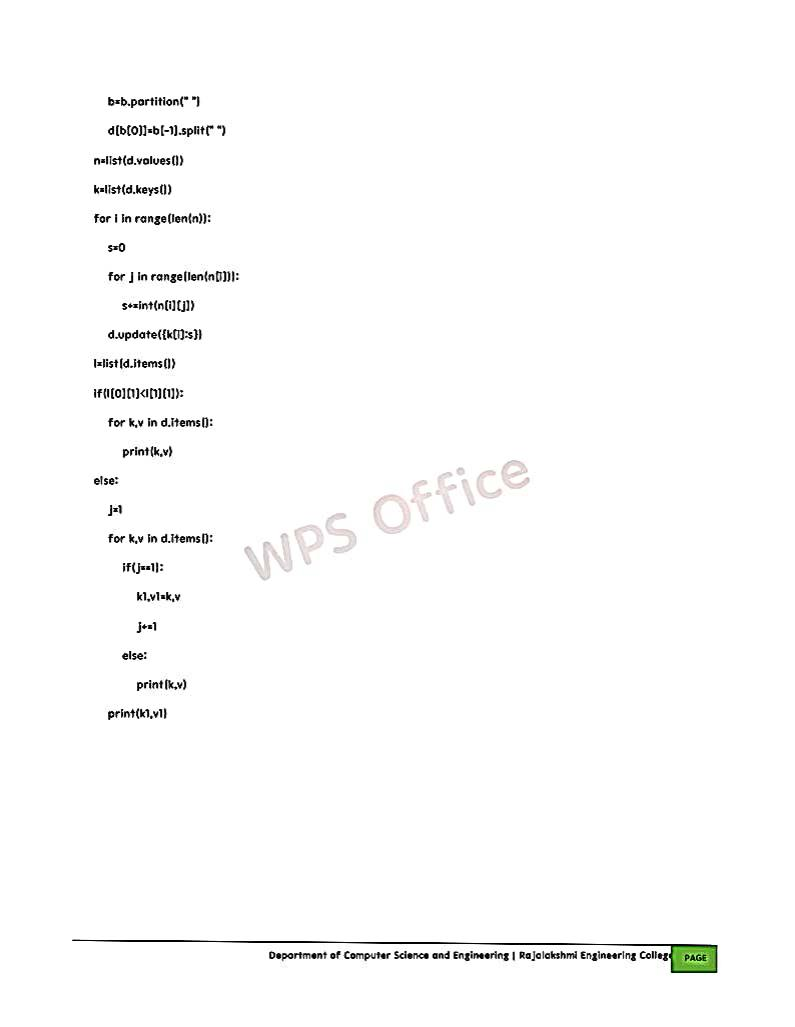 b=b.partition(" ")
d[b[0]]=b[-1].split(" ")
n=list(d.values())
k=list(d.keys())
for i in range(len(n)):
s=0
for j in range(len(n[i])):
s+=int(n[i][j])
d.update({k[i]:s})
l=list(d.items())
if(l[0][1]<l[1][1]):
for k,v in d.items():
print(k,v)
else:
j=1
for k,v in d.items():
if(j==1):
k1,v1=k,v
j+=1
else:
print(k,v)
print(k1,v1)
WPS Office
Department of Computer Science and Engineering | Rajalakshmi Engineering College
PAGE